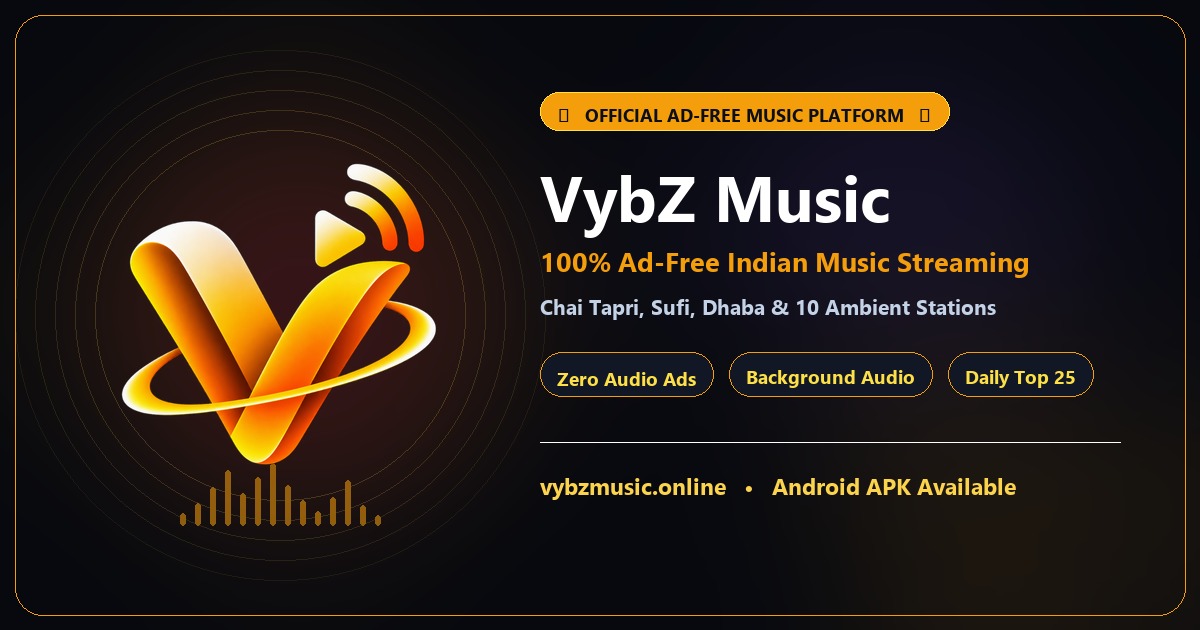 OFFICIAL AD-FREE MUSIC PLATFORM
VybZ Music
100% Ad-Free Indian Music Streaming
Chai Tapri, Sufi, Dhaba & 10 Ambient Stations
Zero Audio Ads
Background Audio
Daily Top 25
vybzmusic.online • Android APK Available